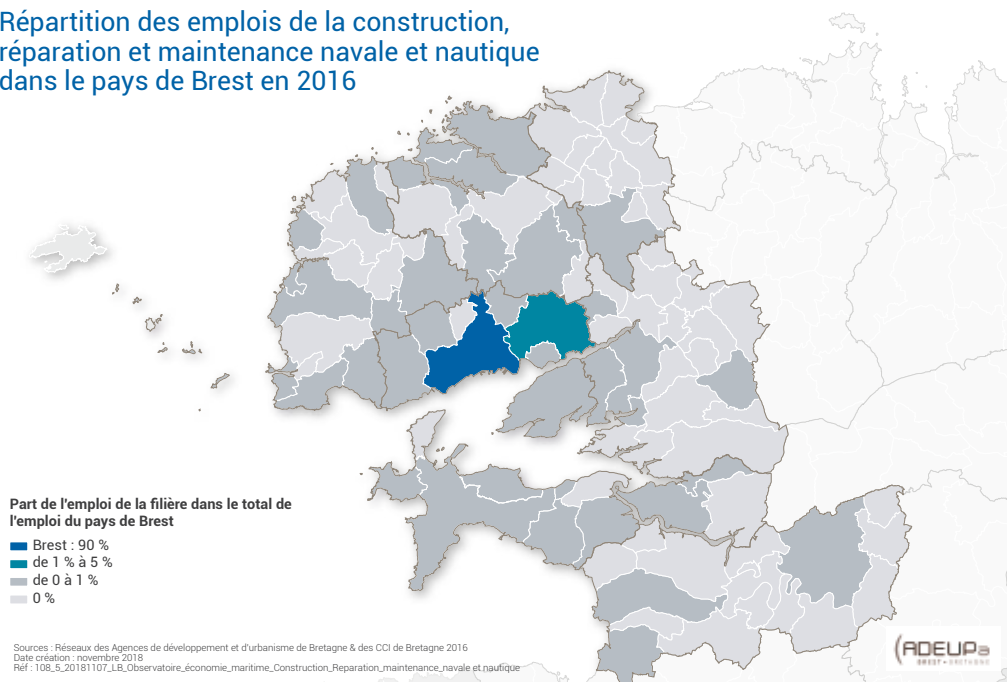 Répartition des emplois de la construction,
réparation et maintenance navale et nautique
dans le pays de Brest en 2016
Part de l'emploi de la filière dans le total de
l'emploi du pays de Brest
Brest : 90 %
de 1 % à 5 %
de 0 à 1 %
0 %
Sources : Réseaux des Agences de développement et d'urbanisme de Bretagne & des CCI de Bretagne 2016
Date création : novembre 2018
Réf : 108_5_20181107_LB_Observatoire_économie_maritime_Construction_Reparation_maintenance_navale et nautique
ADEUPa
BREST • BRETAGNE